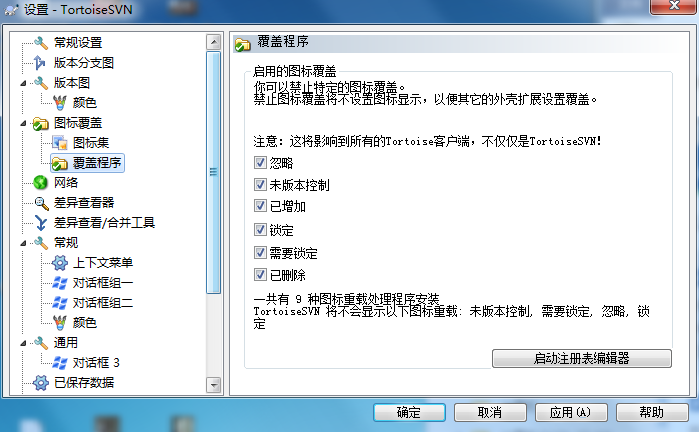 设置 - TortoiseSVN
常规设置
版本分支图
版本图
颜色
图标覆盖
图标集
覆盖程序
网络
差异查看器
差异查看/合并工具
常规
上下文菜单
对话框组一
对话框组二
颜色
通用
对话框 3
已保存数据
覆盖程序
启用的图标覆盖
你可以禁止特定的图标覆盖。
禁止图标覆盖将不设置图标显示，以便其它的外壳扩展设置覆盖。
注意：这将影响到所有的Tortoise客户端，不仅仅是TortoiseSVN!
忽略
未版本控制
已增加
锁定
需要锁定
已删除
一共有 9 种图标重载处理程序安装
TortoiseSVN 将不会显示以下图标重载: 未版本控制, 需要锁定, 忽略, 锁
定
启动注册表编辑器
确定
取消
应用(A)
帮助